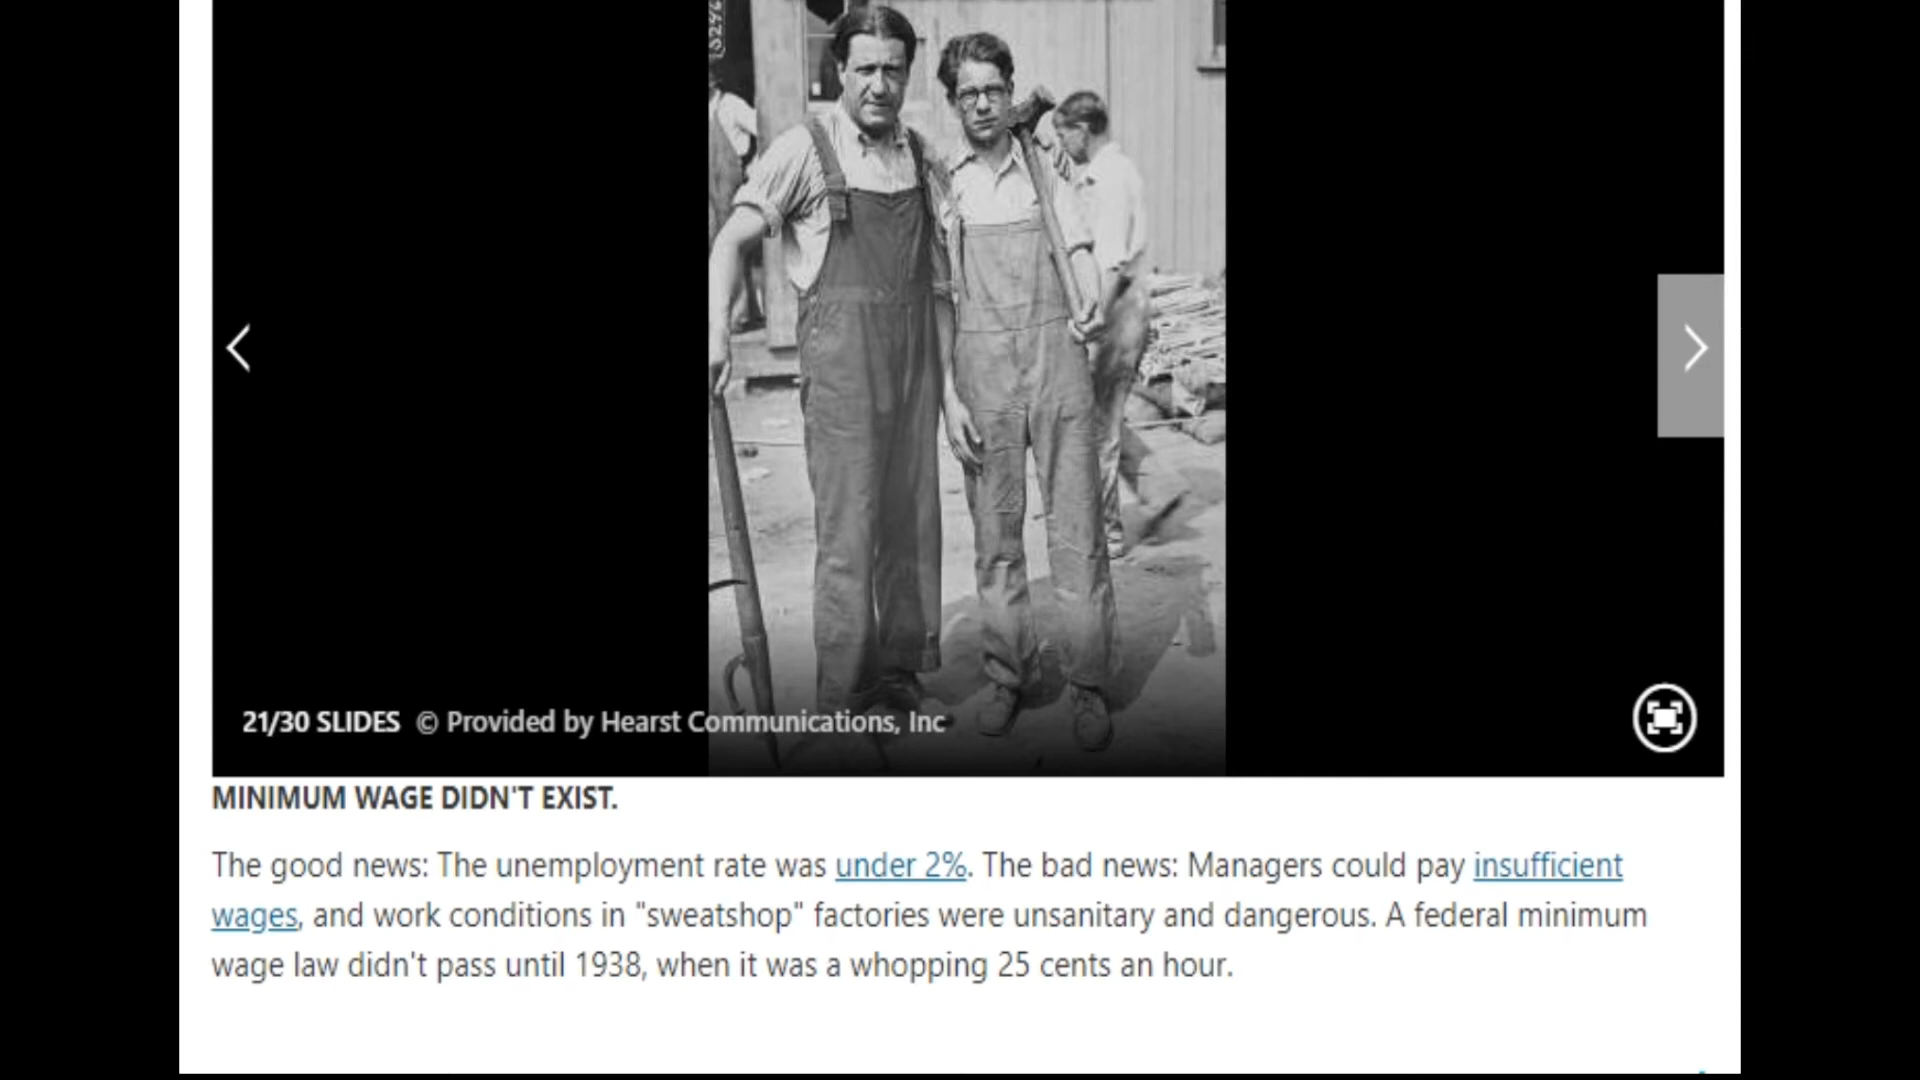 21/30 SLIDES © Provided by Hearst Communications, Inc
MINIMUM WAGE DIDN'T EXIST.
The good news: The unemployment rate was under 2%. The bad news: Managers could pay insufficient
wages, and work conditions in "sweatshop" factories were unsanitary and dangerous. A federal minimum
wage law didn't pass until 1938, when it was a whopping 25 cents an hour.